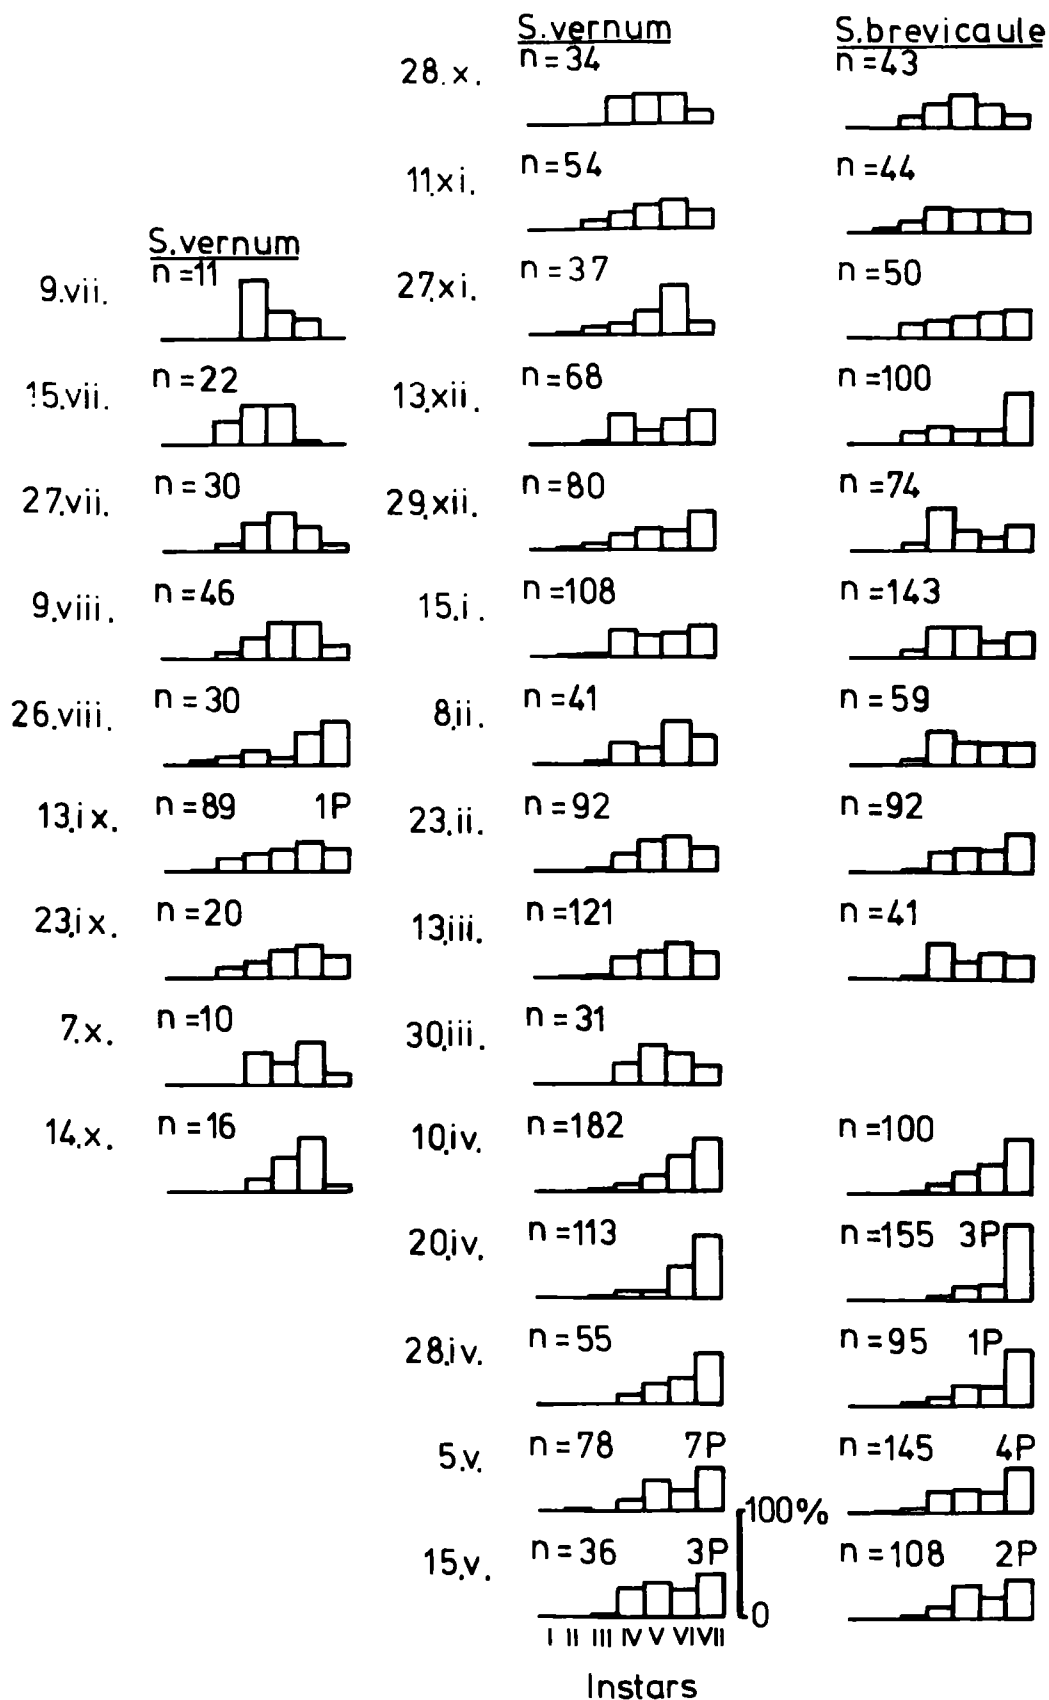 S.vernum
S.brevicaule
28.x.
n=34
n=43
11.xi.
n=54
n=44
S.vernum
9.vii.
n=11
27.xi.
n=37
n=50
15.vii.
n=22
13.xii.
n=68
n=100
27.vii.
n=30
29.xii.
n=80
n=74
9.viii.
n=46
15.i.
n=108
n=143
26.viii.
n=30
8.ii.
n=41
n=59
13.ix.
n=89 1P
23.ii.
n=92
n=92
23.ix.
n=20
13.iii.
n=121
n=41
7.x.
n=10
30.iii.
n=31
14.x.
n=16
10.iv.
n=182
n=100
20.iv.
n=113
n=155 3P
28.iv.
n=55
n=95 1P
5.v.
n=78 7P
n=145 4P
100%
15.v.
n=36 3P
n=108 2P
0
I II III IV V VI VII
Instars